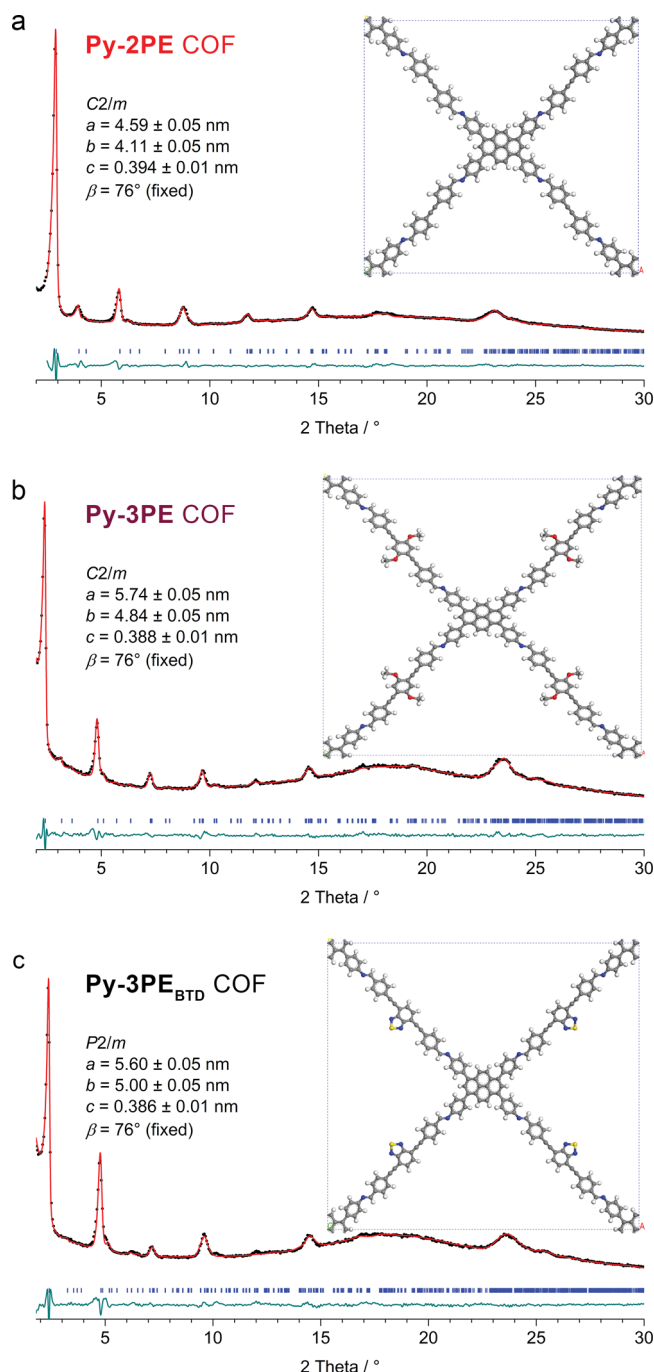 a
Py-2PE COF
C2/m
a = 4.59 ± 0.05 nm
b = 4.11 ± 0.05 nm
c = 0.394 ± 0.01 nm
β = 76° (fixed)
A
5 10 15 20 25 30
2 Theta / °
b
Py-3PE COF
C2/m
a = 5.74 ± 0.05 nm
b = 4.84 ± 0.05 nm
c = 0.388 ± 0.01 nm
β = 76° (fixed)
A
5 10 15 20 25 30
2 Theta / °
c
Py-3PE_BTD COF
P2/m
a = 5.60 ± 0.05 nm
b = 5.00 ± 0.05 nm
c = 0.386 ± 0.01 nm
β = 76° (fixed)
A
5 10 15 20 25 30
2 Theta / °